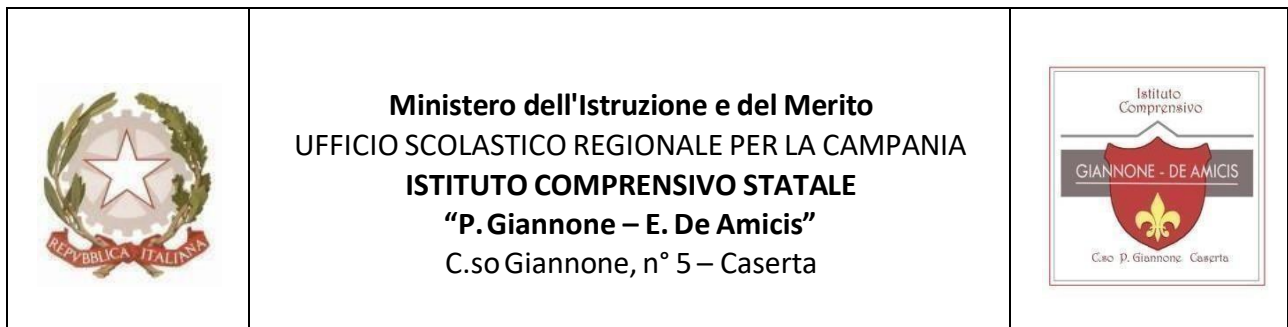 REPVBBLICA ITALIANA
Ministero dell'Istruzione e del Merito
UFFICIO SCOLASTICO REGIONALE PER LA CAMPANIA
ISTITUTO COMPRENSIVO STATALE
“P. Giannone – E. De Amicis”
C.so Giannone, n° 5 – Caserta
Istituto
Comprensivo
GIANNONE - DE AMICIS
C.so P. Giannone Caserta